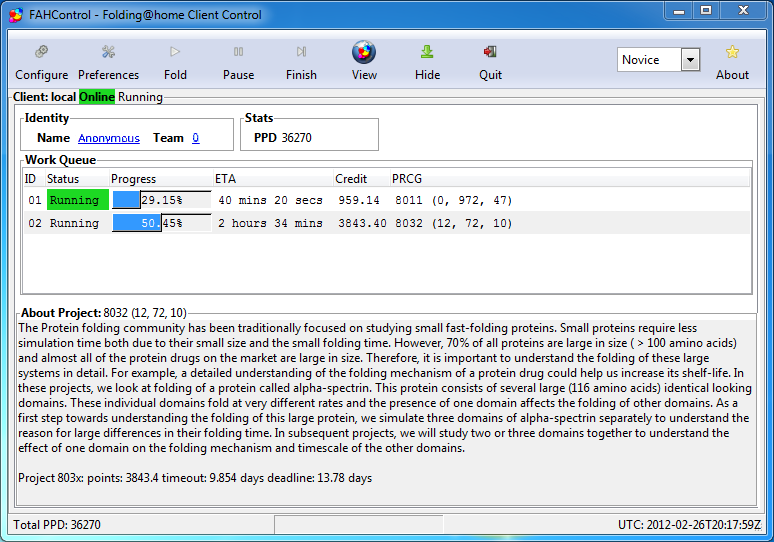 FAHControl - Folding@home Client Control
Configure Preferences Fold Pause Finish View Hide Quit Novice About
Client: local Online Running
Identity Stats
Name Anonymous Team 0 PPD 36270
Work Queue
ID Status Progress ETA Credit PRCG
01 Running 29.15% 40 mins 20 secs 959.14 8011 (0, 972, 47)
02 Running 50.45% 2 hours 34 mins 3843.40 8032 (12, 72, 10)
About Project: 8032 (12, 72, 10)
The Protein folding community has been traditionally focused on studying small fast-folding proteins. Small proteins require less
simulation time both due to their small size and the small folding time. However, 70% of all proteins are large in size ( > 100 amino acids)
and almost all of the protein drugs on the market are large in size. Therefore, it is important to understand the folding of these large
systems in detail. For example, a detailed understanding of the folding mechanism of a protein drug could help us increase its shelf-life. In
these projects, we look at folding of a protein called alpha-spectrin. This protein consists of several large (116 amino acids) identical looking
domains. These individual domains fold at very different rates and the presence of one domain affects the folding of other domains. As a
first step towards understanding the folding of this large protein, we simulate three domains of alpha-spectrin separately to understand the
reason for large differences in their folding time. In subsequent projects, we will study two or three domains together to understand the
effect of one domain on the folding mechanism and timescale of the other domains.
Project 803x: points: 3843.4 timeout: 9.854 days deadline: 13.78 days
Total PPD: 36270 UTC: 2012-02-26T20:17:59Z